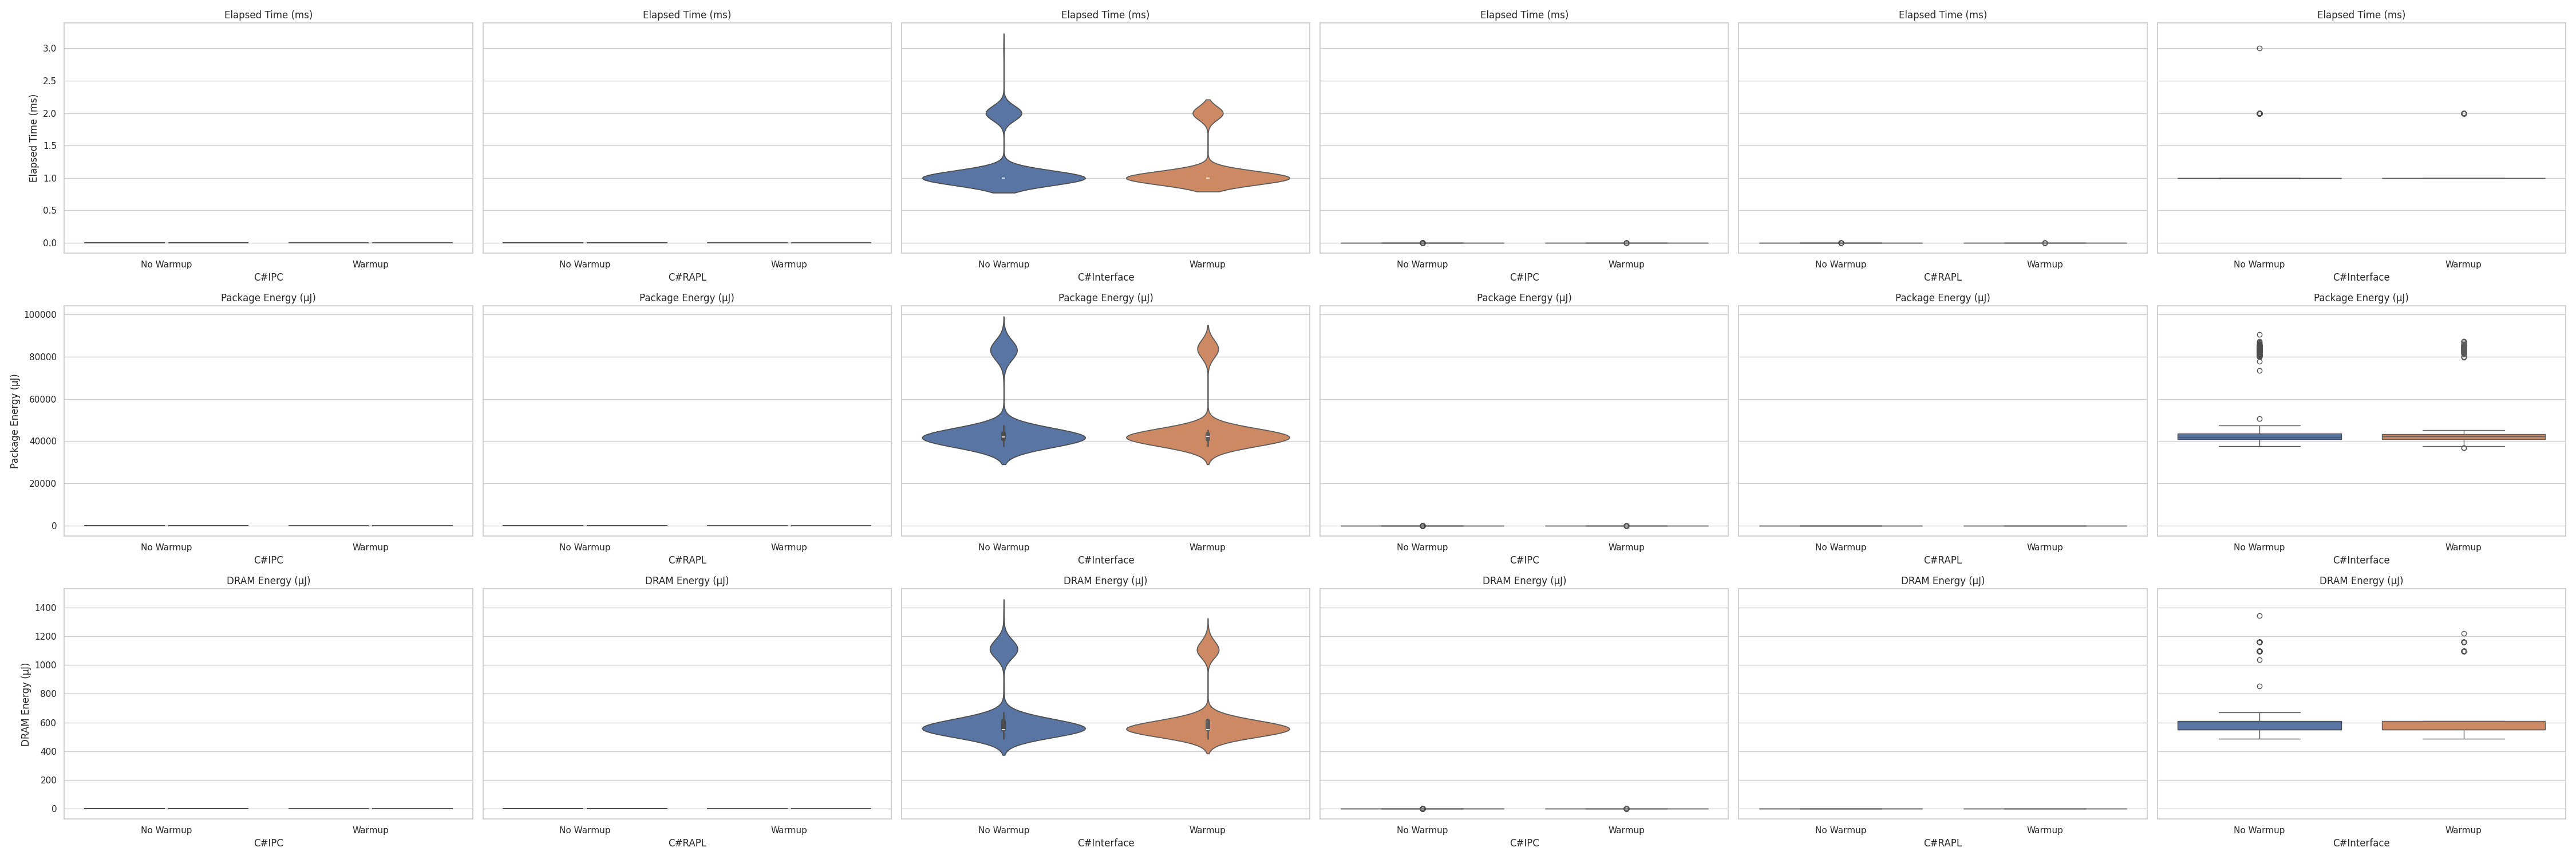 Elapsed Time (ms) Elapsed Time (ms) Elapsed Time (ms) Elapsed Time (ms) Elapsed Time (ms) Elapsed Time (ms)
Elapsed Time (ms)
3.0
2.5
2.0
1.5
1.0
0.5
0.0
No Warmup Warmup No Warmup Warmup No Warmup Warmup No Warmup Warmup No Warmup Warmup No Warmup Warmup
C#IPC C#RAPL C#Interface C#IPC C#RAPL C#Interface
Package Energy (µJ) Package Energy (µJ) Package Energy (µJ) Package Energy (µJ) Package Energy (µJ) Package Energy (µJ)
Package Energy (µJ)
100000
80000
60000
40000
20000
0
No Warmup Warmup No Warmup Warmup No Warmup Warmup No Warmup Warmup No Warmup Warmup No Warmup Warmup
C#IPC C#RAPL C#Interface C#IPC C#RAPL C#Interface
DRAM Energy (µJ) DRAM Energy (µJ) DRAM Energy (µJ) DRAM Energy (µJ) DRAM Energy (µJ) DRAM Energy (µJ)
DRAM Energy (µJ)
1400
1200
1000
800
600
400
200
0
No Warmup Warmup No Warmup Warmup No Warmup Warmup No Warmup Warmup No Warmup Warmup No Warmup Warmup
C#IPC C#RAPL C#Interface C#IPC C#RAPL C#Interface